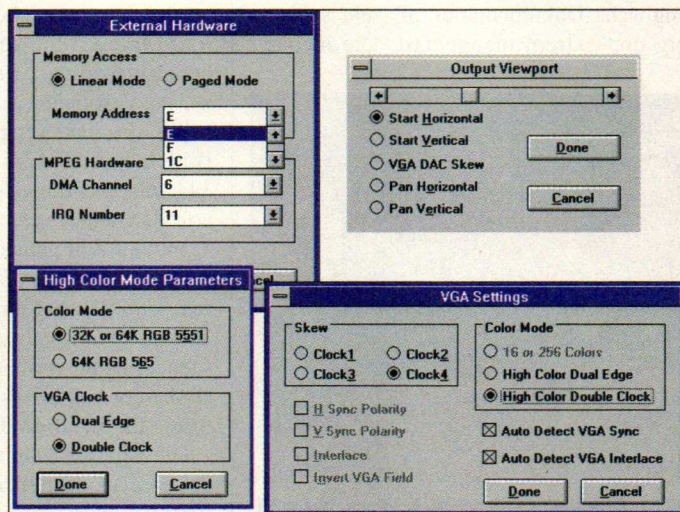 External Hardware
Memory Access
Linear Mode Paged Mode
Memory Address E
E
F
1C
MPEG Hardware
DMA Channel 6
IRQ Number 11
Output Viewport
Start Horizontal
Start Vertical
VGA DAC Skew
Pan Horizontal
Pan Vertical
Done
Cancel
High Color Mode Parameters
Color Mode
32K or 64K RGB 5551
64K RGB 565
VGA Clock
Dual Edge
Double Clock
Done Cancel
VGA Settings
Skew
Clock1 Clock2
Clock3 Clock4
H Sync Polarity
V Sync Polarity
Interlace
Invert VGA Field
Color Mode
16 or 256 Colors
High Color Dual Edge
High Color Double Clock
Auto Detect VGA Sync
Auto Detect VGA Interlace
Done Cancel